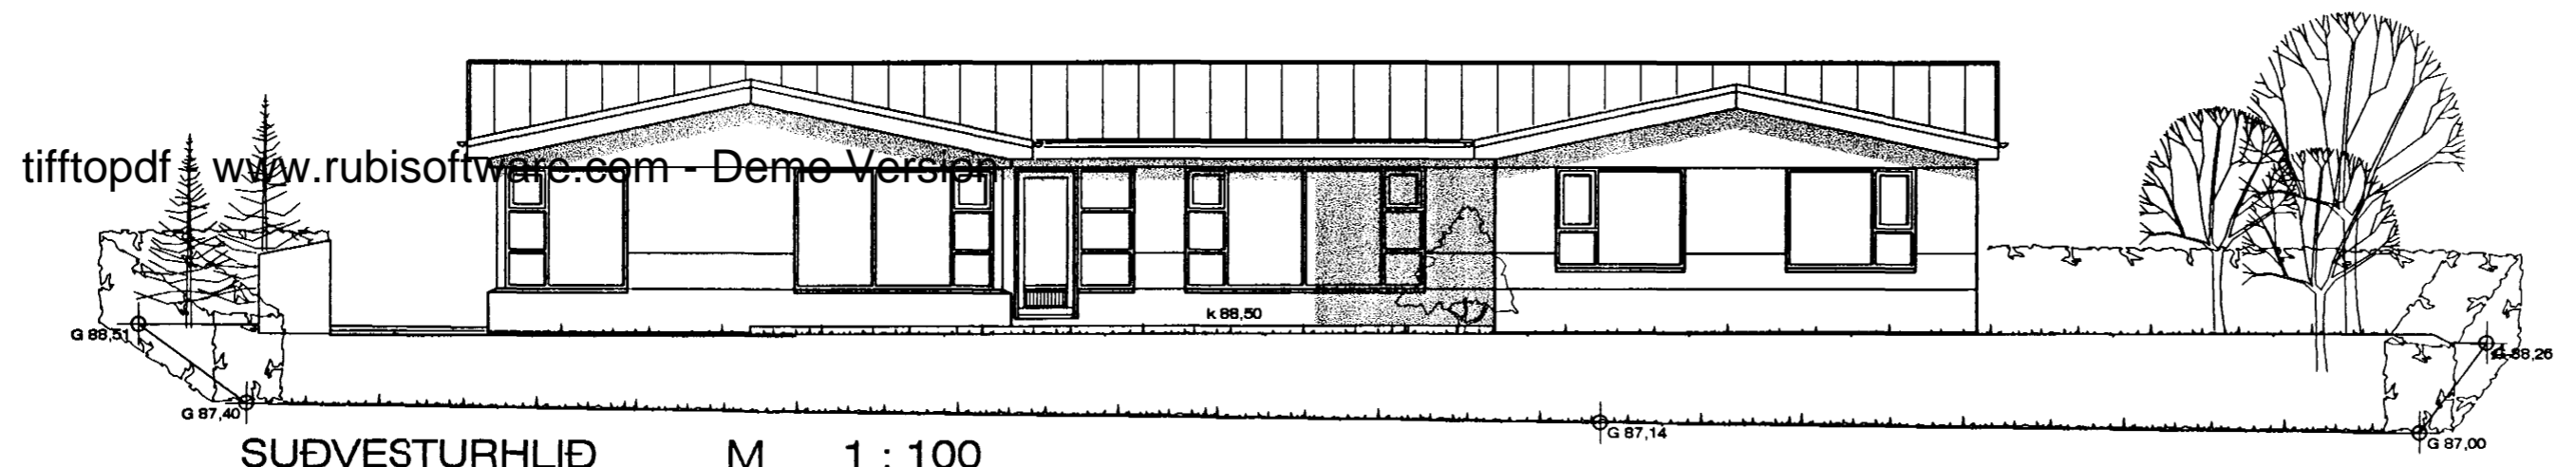 tifftopdf - www.rubisoftware.com - Demo Version
k 88,50
G 88,51
G 88,26
G 87,40
G 87,14
G 87,00
SUÐVESTURHLIÐ M 1 : 100